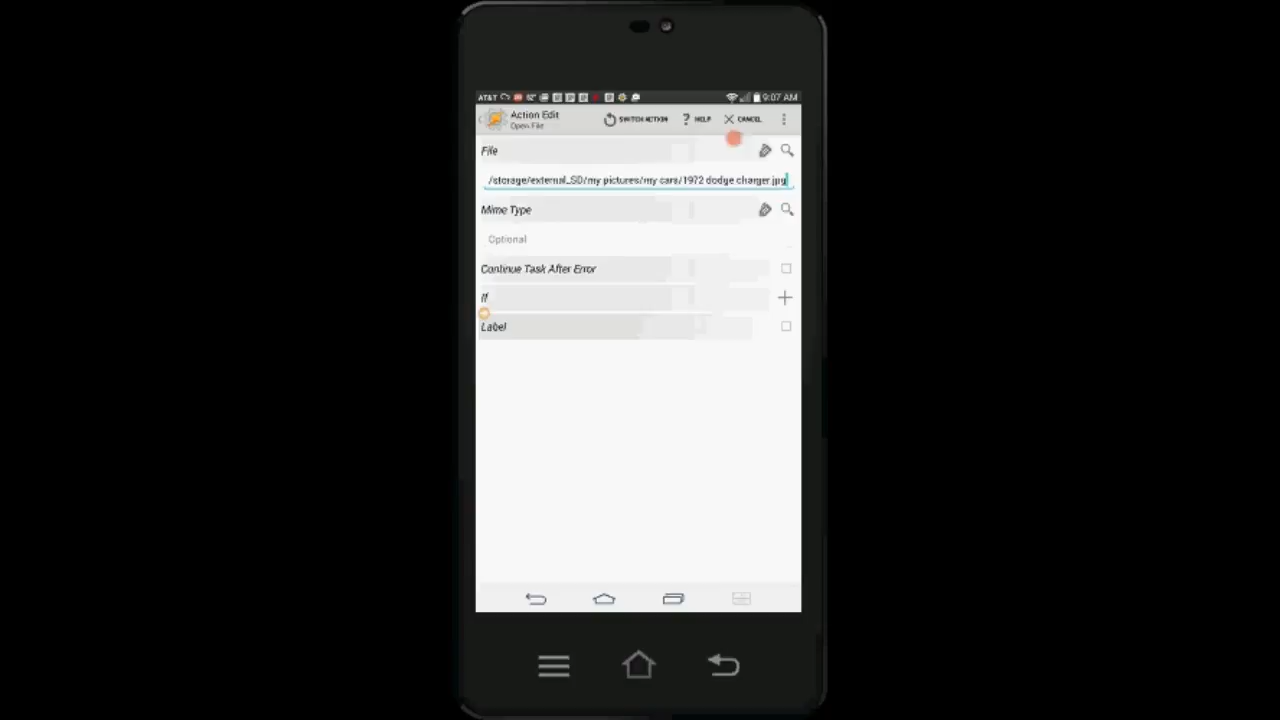 AT&T 9:07 AM
Action Edit SWITCH ACTION ? HELP CANCEL
Open File
File
/storage/external_SD/my pictures/my cars/1972 dodge charger.jpg
Mime Type
Optional
Continue Task After Error
If
Label